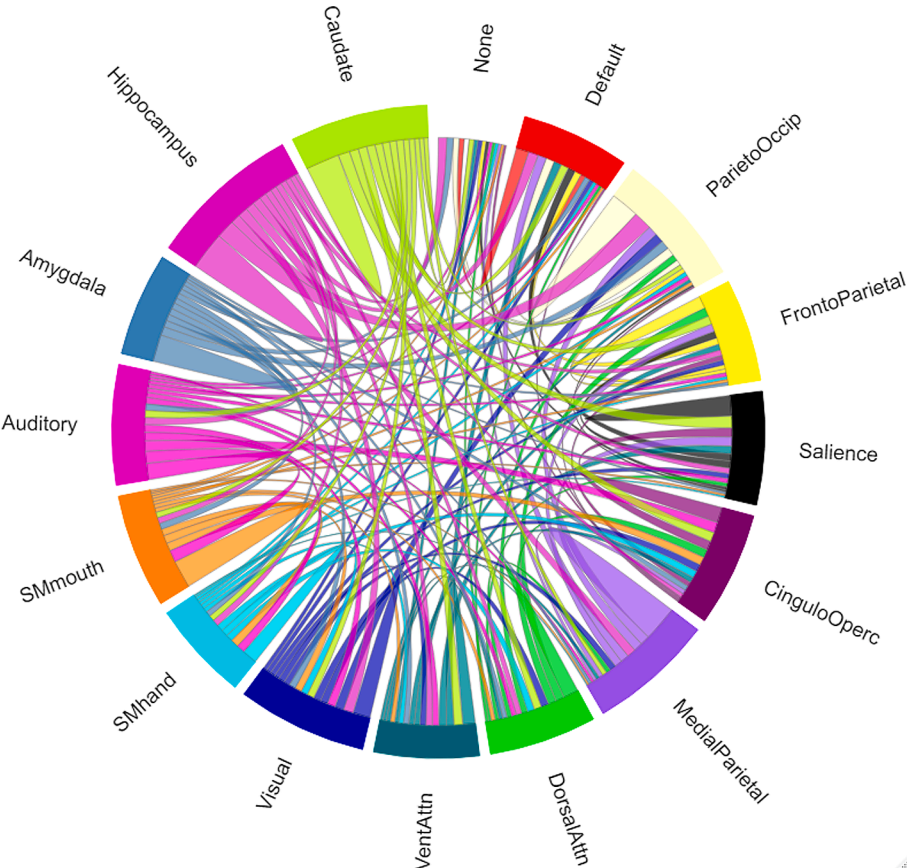 Caudate
None
Default
ParietoOccip
FrontoParietal
Salience
CinguloOperc
MedialParietal
DorsalAttn
VentAttn
Visual
SMhand
SMmouth
Auditory
Amygdala
Hippocampus